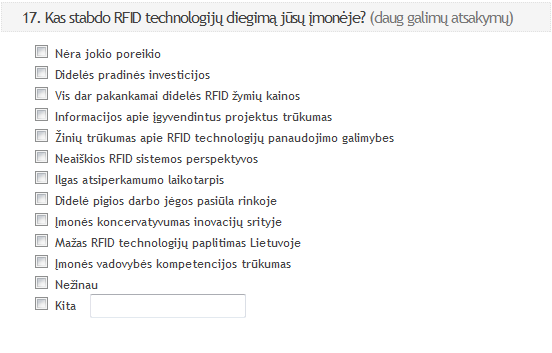 17. Kas stabdo RFID technologijų diegimą jūsų įmonėje? (daug galimų atsakymų)
Nėra jokio poreikio
Didelės pradinės investicijos
Vis dar pakankamai didelės RFID žymių kainos
Informacijos apie įgyvendintus projektus trūkumas
Žinių trūkumas apie RFID technologijų panaudojimo galimybes
Neaiškios RFID sistemos perspektyvos
Ilgas atsiperkamumo laikotarpis
Didelė pigios darbo jėgos pasiūla rinkoje
Įmonės koncervatyvumas inovacijų srityje
Mažas RFID technologijų paplitimas Lietuvoje
Įmonės vadovybės kompetencijos trūkumas
Nežinau
Kita